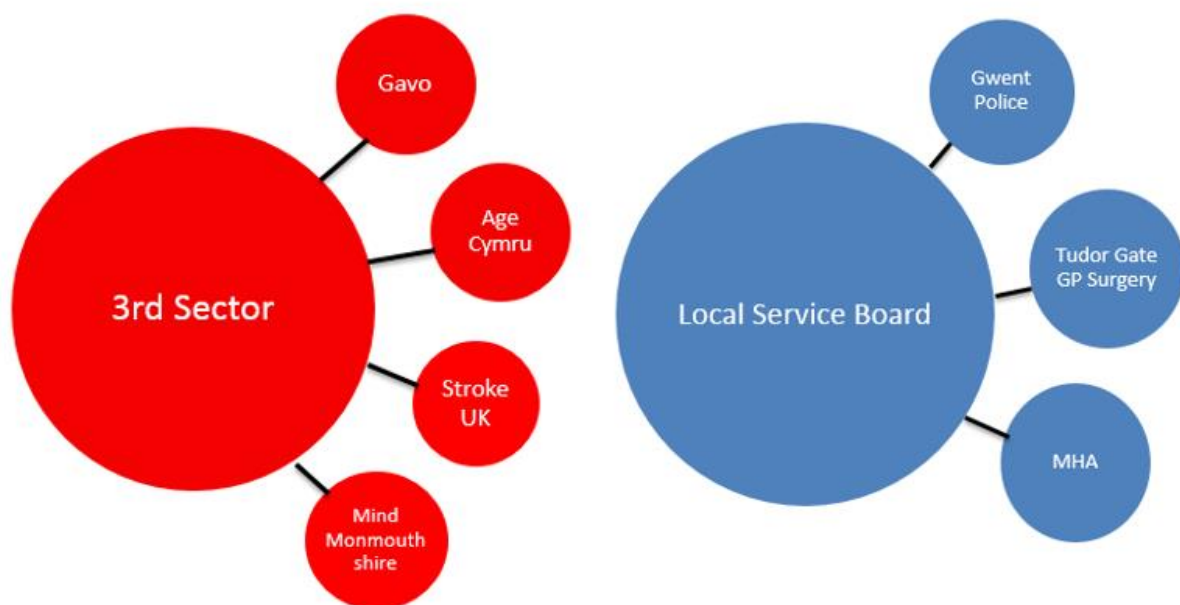 Gavo
Age
Cymru
3rd Sector
Stroke
UK
Mind
Monmouth
shire
Gwent
Police
Tudor Gate
GP Surgery
Local Service Board
MHA